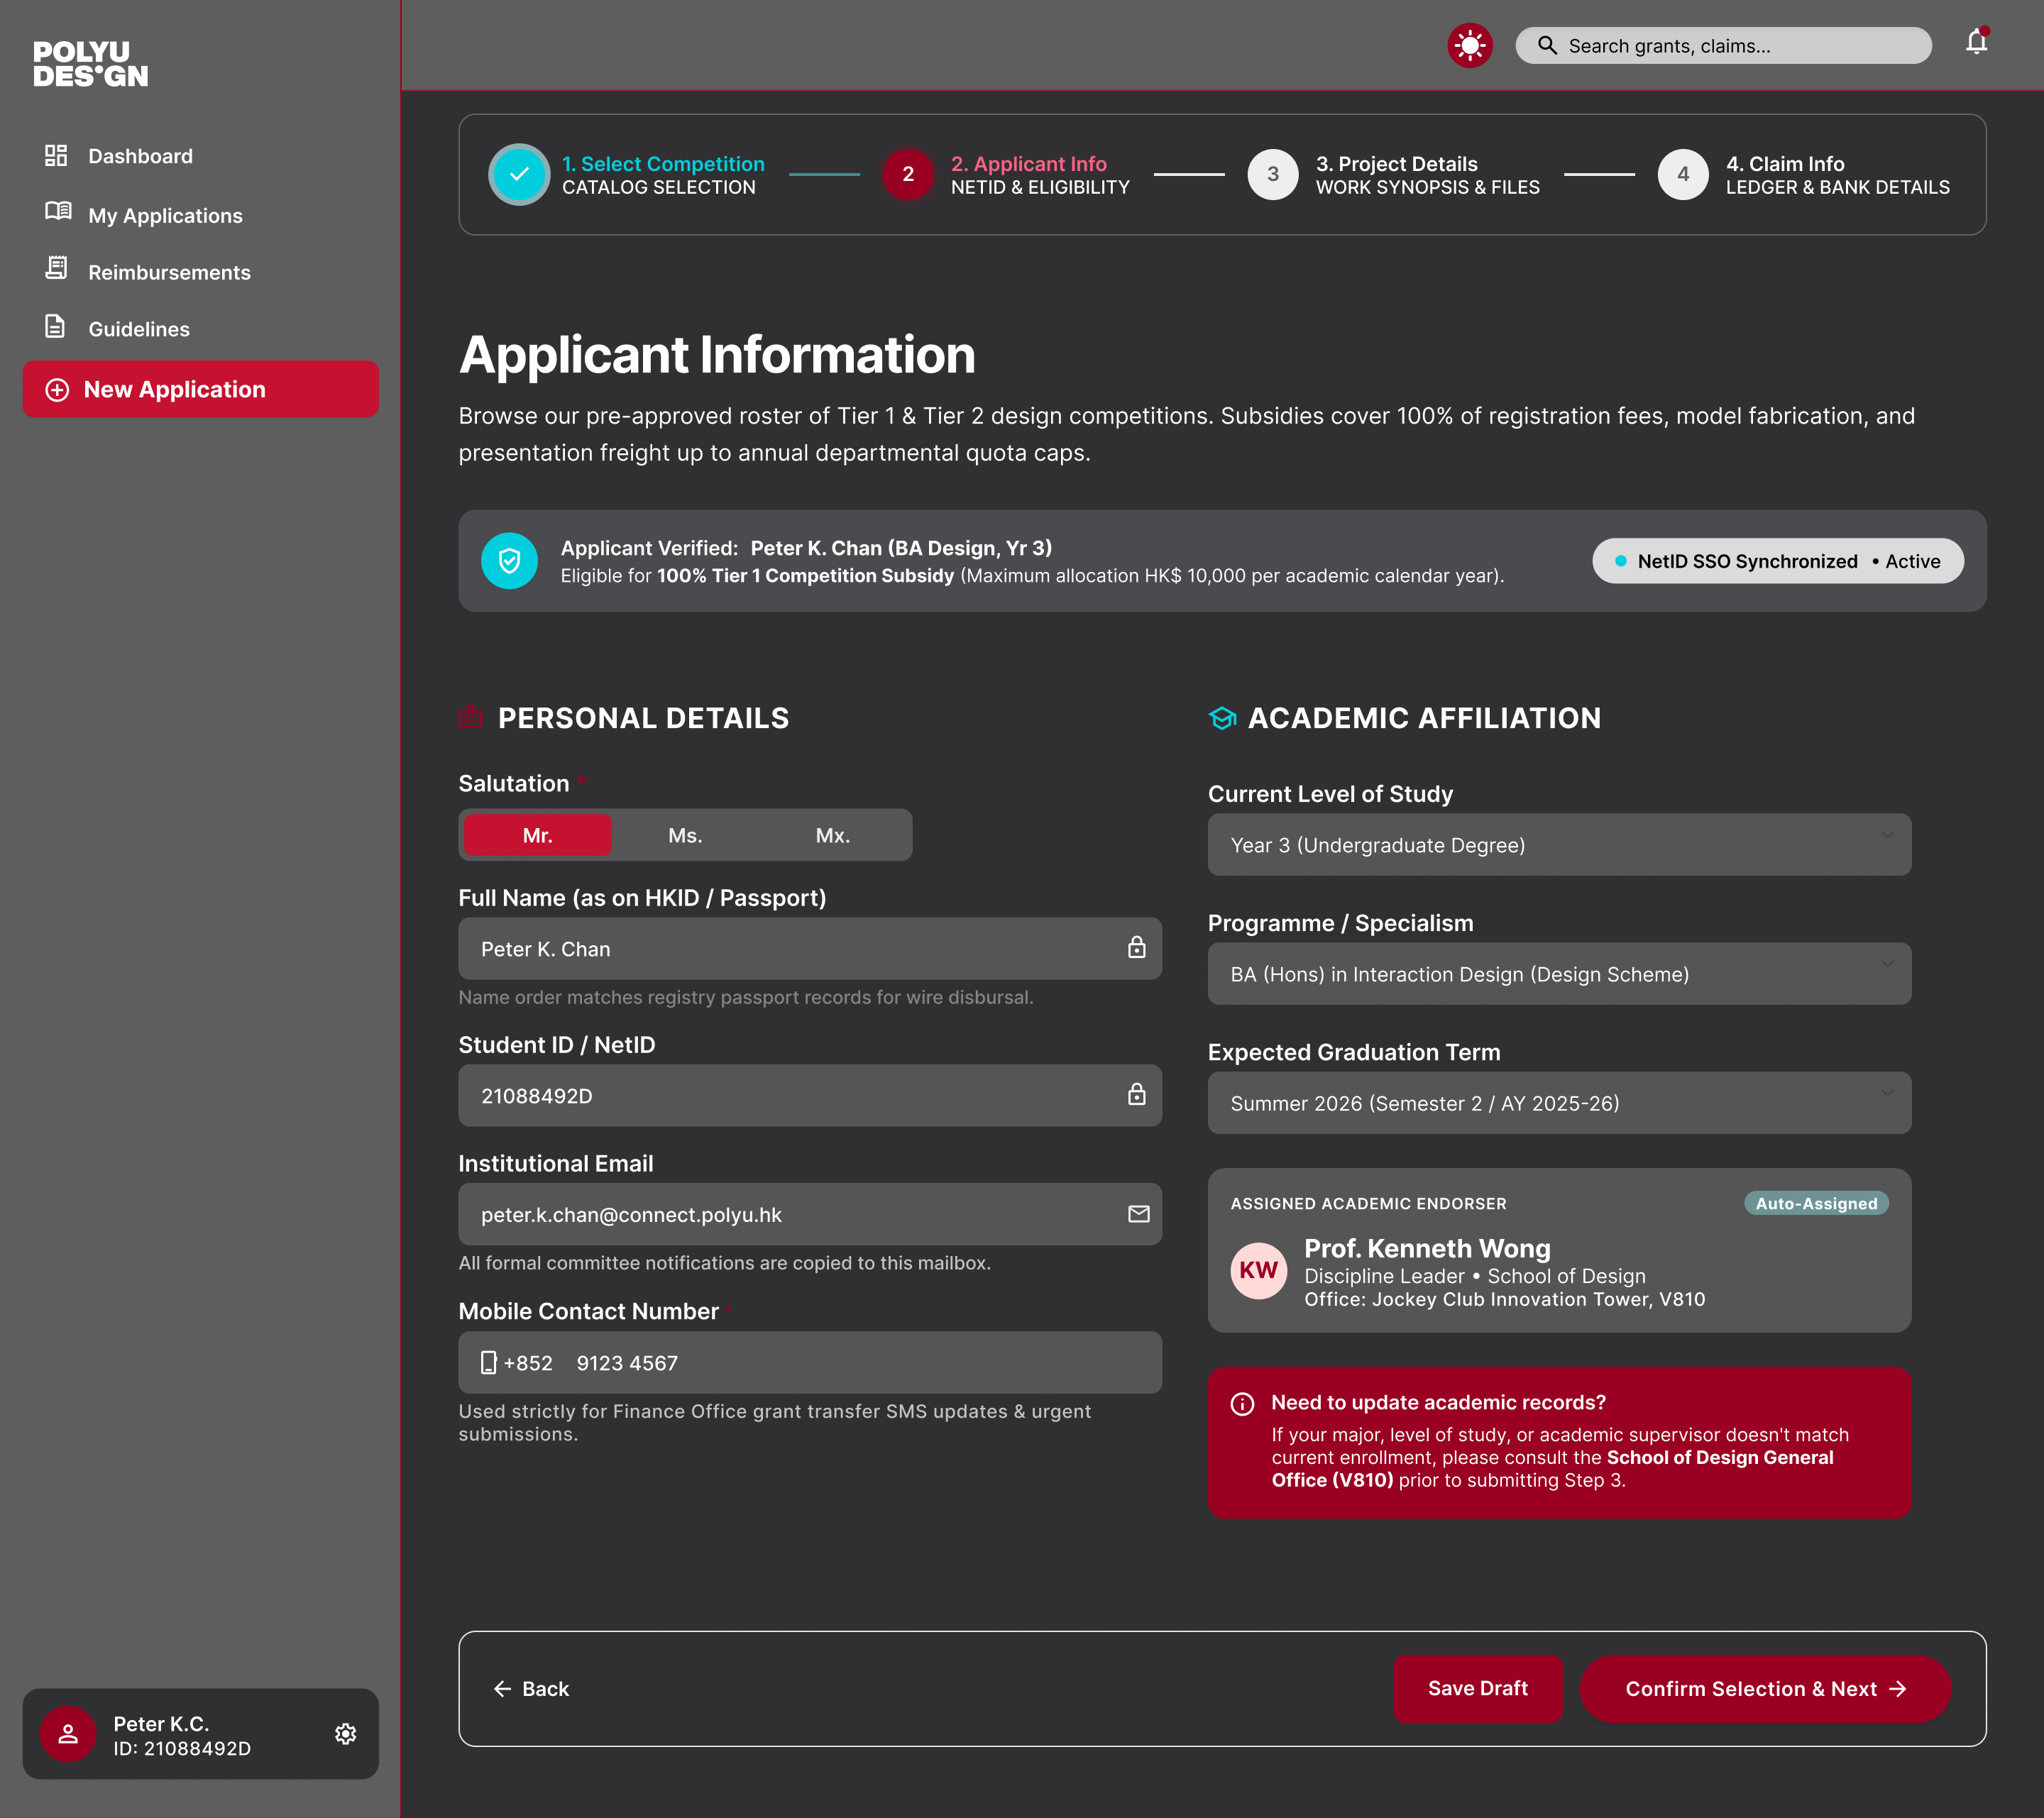 POLYU
DES*GN
Dashboard
My Applications
Reimbursements
Guidelines
New Application
Peter K.C.
ID: 21088492D
Search grants, claims...
1. Select Competition
CATALOG SELECTION
2
2. Applicant Info
NETID & ELIGIBILITY
3
3. Project Details
WORK SYNOPSIS & FILES
4
4. Claim Info
LEDGER & BANK DETAILS
Applicant Information
Browse our pre-approved roster of Tier 1 & Tier 2 design competitions. Subsidies cover 100% of registration fees, model fabrication, and
presentation freight up to annual departmental quota caps.
Applicant Verified: Peter K. Chan (BA Design, Yr 3)
Eligible for 100% Tier 1 Competition Subsidy (Maximum allocation HK$ 10,000 per academic calendar year).
NetID SSO Synchronized • Active
PERSONAL DETAILS
Salutation *
Mr.
Ms.
Mx.
Full Name (as on HKID / Passport)
Peter K. Chan
Name order matches registry passport records for wire disbursal.
Student ID / NetID
21088492D
Institutional Email
peter.k.chan@connect.polyu.hk
All formal committee notifications are copied to this mailbox.
Mobile Contact Number *
+852 9123 4567
Used strictly for Finance Office grant transfer SMS updates & urgent
submissions.
ACADEMIC AFFILIATION
Current Level of Study
Year 3 (Undergraduate Degree)
Programme / Specialism
BA (Hons) in Interaction Design (Design Scheme)
Expected Graduation Term
Summer 2026 (Semester 2 / AY 2025-26)
ASSIGNED ACADEMIC ENDORSER
Auto-Assigned
KW
Prof. Kenneth Wong
Discipline Leader • School of Design
Office: Jockey Club Innovation Tower, V810
Need to update academic records?
If your major, level of study, or academic supervisor doesn't match
current enrollment, please consult the School of Design General
Office (V810) prior to submitting Step 3.
Back
Save Draft
Confirm Selection & Next